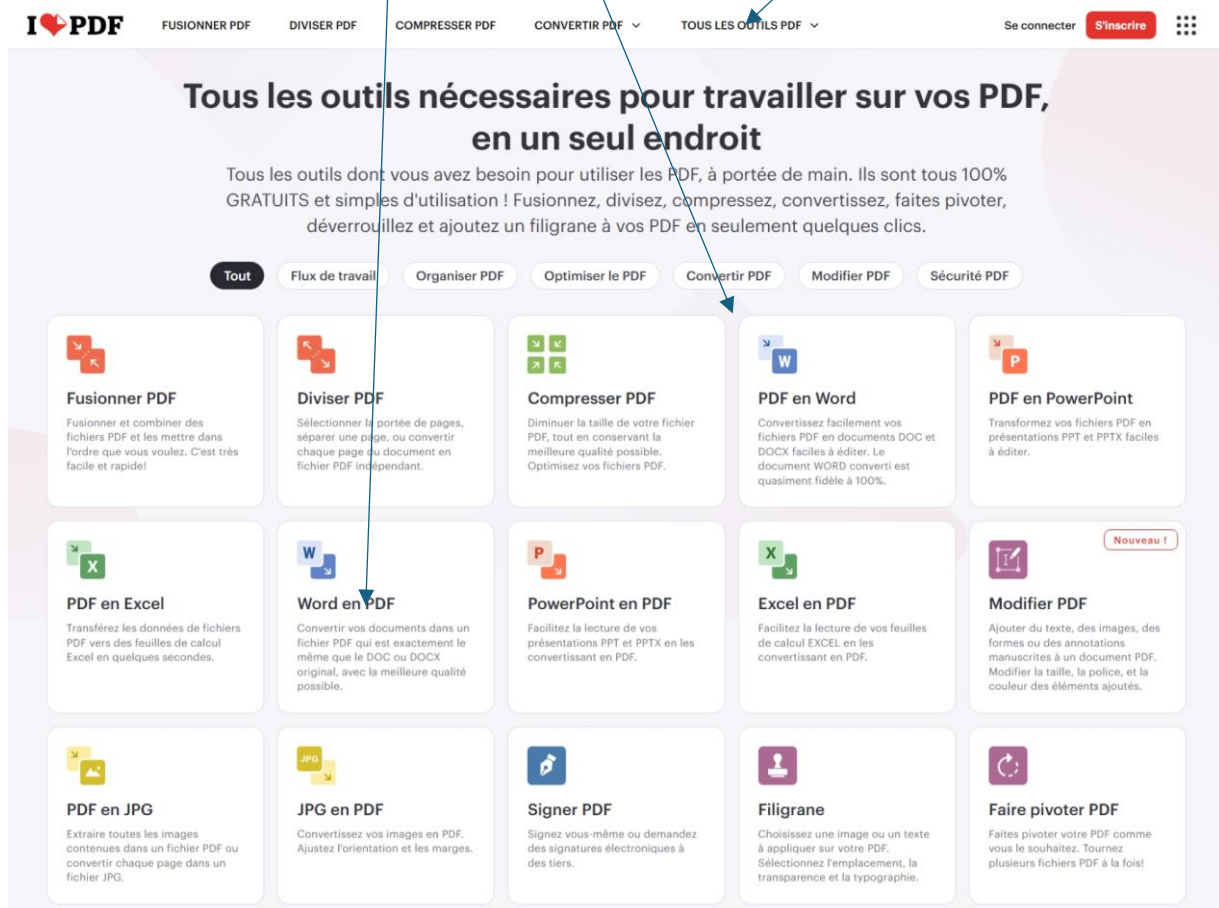 I PDF
FUSIONNER PDF
DIVISER PDF
COMPRESSER PDF
CONVERTIR PDF
TOUS LES OUTILS PDF
Se connecter
S'inscrire
Tous les outils nécessaires pour travailler sur vos PDF,
en un seul endroit
Tous les outils dont vous avez besoin pour utiliser les PDF, à portée de main. Ils sont tous 100%
GRATUITS et simples d'utilisation ! Fusionnez, divisez, compressez, convertissez, faites pivoter,
déverrouillez et ajoutez un filigrane à vos PDF en seulement quelques clics.
Tout
Flux de travail
Organiser PDF
Optimiser le PDF
Convertir PDF
Modifier PDF
Sécurité PDF
Fusionner PDF
Fusionner et combiner des
fichiers PDF et les mettre dans
l'ordre que vous voulez. C'est très
facile et rapide!
Diviser PDF
Sélectionner la portée de pages,
séparer une page, ou convertir
chaque page du document en
fichier PDF indépendant.
Compresser PDF
Diminuer la taille de votre fichier
PDF, tout en conservant la
meilleure qualité possible.
Optimisez vos fichiers PDF.
W
PDF en Word
Convertissez facilement vos
fichiers PDF en documents DOC et
DOCX faciles à éditer. Le
document WORD converti est
quasiment fidèle à 100%.
P
PDF en PowerPoint
Transformez vos fichiers PDF en
présentations PPT et PPTX faciles
à éditer.
X
PDF en Excel
Transférez les données de fichiers
PDF vers des feuilles de calcul
Excel en quelques secondes.
W
Word en PDF
Convertir vos documents dans un
fichier PDF qui est exactement le
même que le DOC ou DOCX
original, avec la meilleure qualité
possible.
P
PowerPoint en PDF
Facilitez la lecture de vos
présentations PPT et PPTX en les
convertissant en PDF.
X
Excel en PDF
Facilitez la lecture de vos feuilles
de calcul EXCEL en les
convertissant en PDF.
Nouveau !
Modifier PDF
Ajouter du texte, des images, des
formes ou des annotations
manuscrites à un document PDF.
Modifier la taille, la police, et la
couleur des éléments ajoutés.
PDF en JPG
Extraire toutes les images
contenues dans un fichier PDF ou
convertir chaque page dans un
fichier JPG.
JPG
JPG en PDF
Convertissez vos images en PDF.
Ajustez l'orientation et les marges.
Signer PDF
Signez vous-même ou demandez
des signatures électroniques à
des tiers.
Filigrane
Choisissez une image ou un texte
à appliquer sur votre PDF.
Sélectionnez l'emplacement, la
transparence et la typographie.
Faire pivoter PDF
Faites pivoter votre PDF comme
vous le souhaitez. Tournez
plusieurs fichiers PDF à la fois!